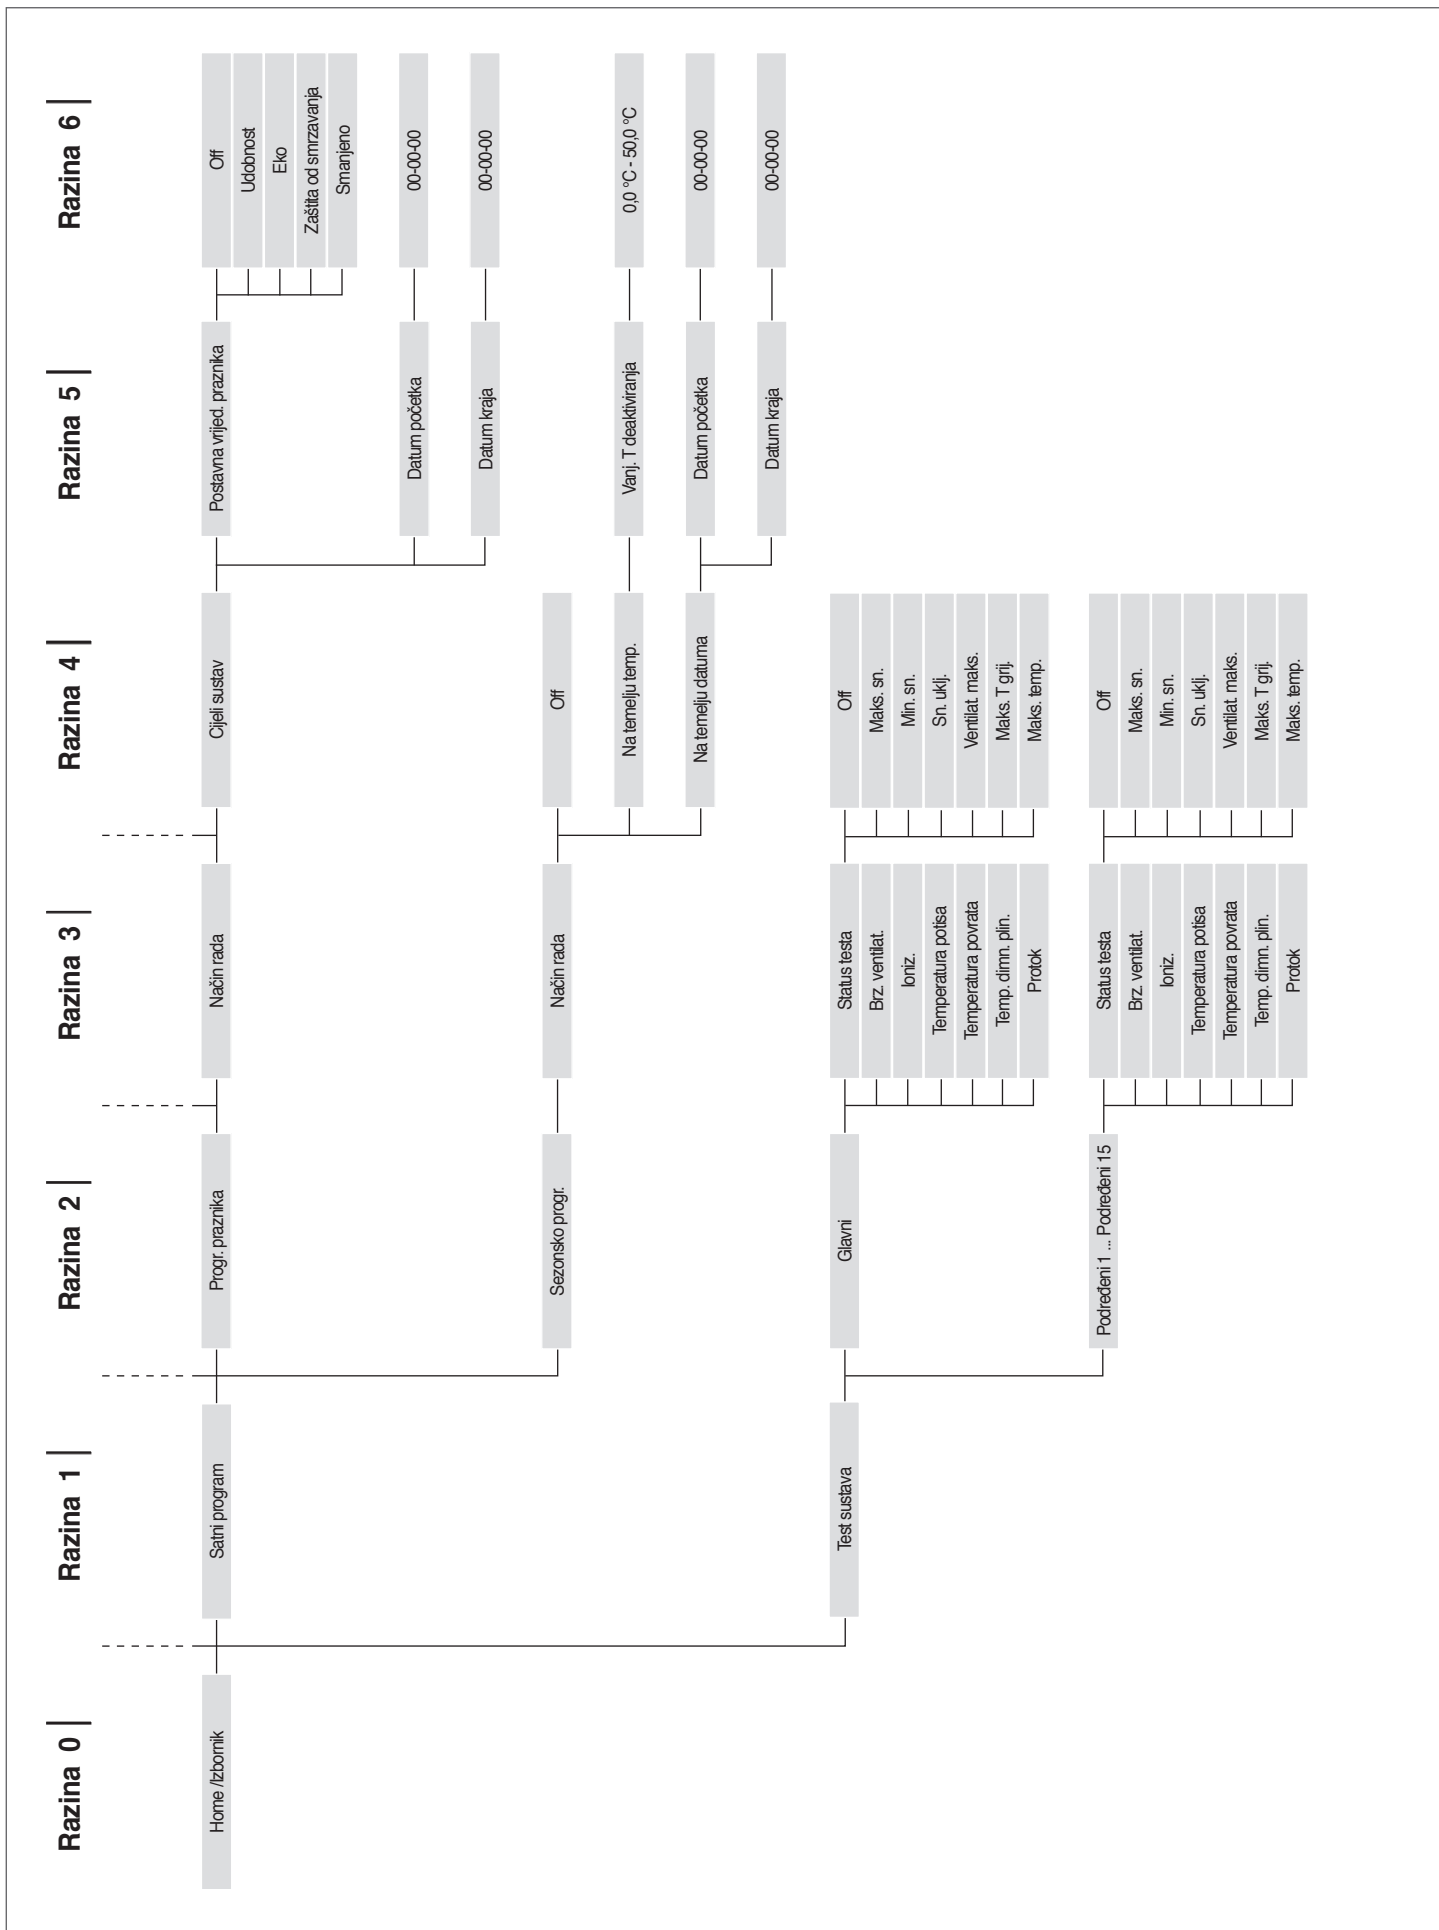 Razina 0
Razina 1
Razina 2
Razina 3
Razina 4
Razina 5
Razina 6
Home /Izbornik
Satni program
Progr. praznika
Način rada
Cijeli sustav
Postavna vrijed. praznika
Off
Udobnost
Eko
Zaštita od smrzavanja
Smanjeno
Datum početka
00-00-00
Datum kraja
00-00-00
Sezonsko progr.
Način rada
Off
Na temelju temp.
Vanj. T deaktiviranja
0,0 °C - 50,0 °C
Na temelju datuma
Datum početka
00-00-00
Datum kraja
00-00-00
Test sustava
Glavni
Status testa
Off
Brz. ventilat.
Maks. sn.
Ioniz.
Min. sn.
Temperatura potisa
Sn. uklj.
Temperatura povrata
Ventilat. maks.
Temp. dimn. plin.
Maks. T grij.
Protok
Maks. temp.
Podređeni 1 ... Podređeni 15
Status testa
Off
Brz. ventilat.
Maks. sn.
Ioniz.
Min. sn.
Temperatura potisa
Sn. uklj.
Temperatura povrata
Ventilat. maks.
Temp. dimn. plin.
Maks. T grij.
Protok
Maks. temp.